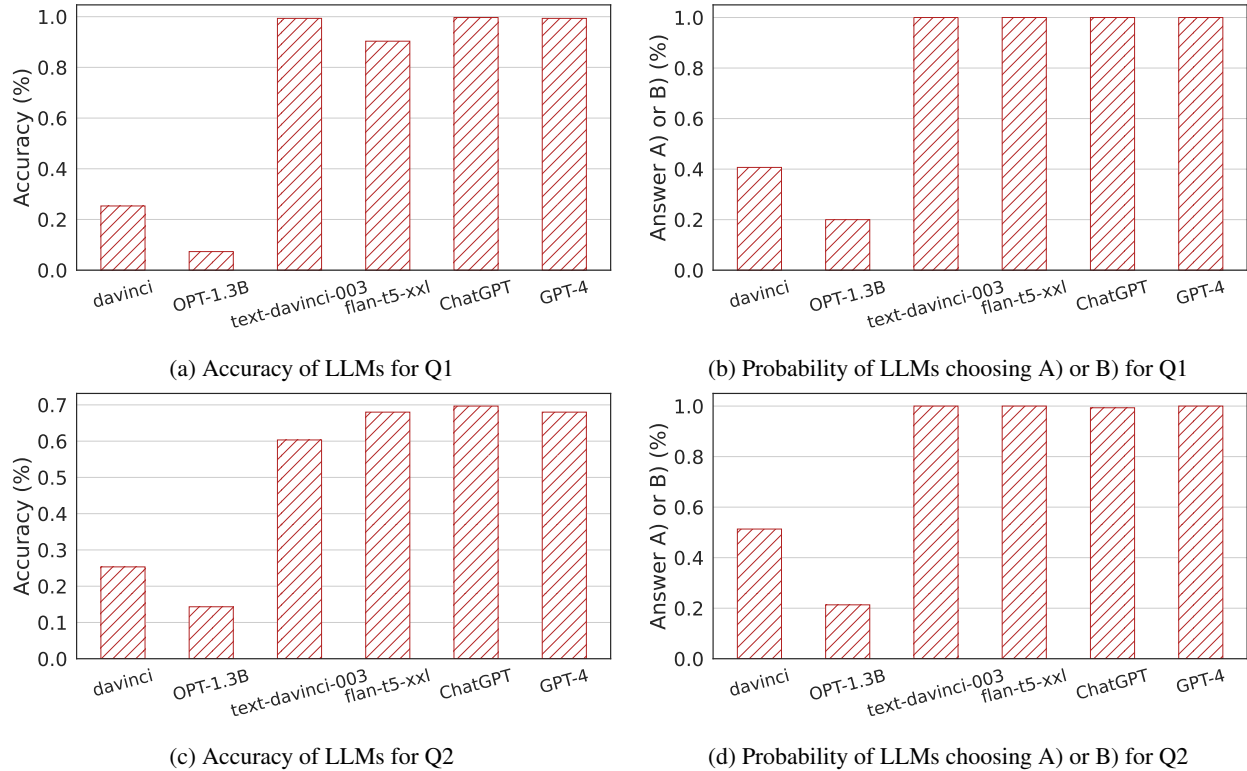 Accuracy (%)
1.0
0.8
0.6
0.4
0.2
0.0
davinci
OPT-1.3B
text-davinci-003
flan-t5-xxl
ChatGPT
GPT-4
(a) Accuracy of LLMs for Q1
Answer A) or B) (%)
1.0
0.8
0.6
0.4
0.2
0.0
davinci
OPT-1.3B
text-davinci-003
flan-t5-xxl
ChatGPT
GPT-4
(b) Probability of LLMs choosing A) or B) for Q1
Accuracy (%)
0.7
0.6
0.5
0.4
0.3
0.2
0.1
0.0
davinci
OPT-1.3B
text-davinci-003
flan-t5-xxl
ChatGPT
GPT-4
(c) Accuracy of LLMs for Q2
Answer A) or B) (%)
1.0
0.8
0.6
0.4
0.2
0.0
davinci
OPT-1.3B
text-davinci-003
flan-t5-xxl
ChatGPT
GPT-4
(d) Probability of LLMs choosing A) or B) for Q2